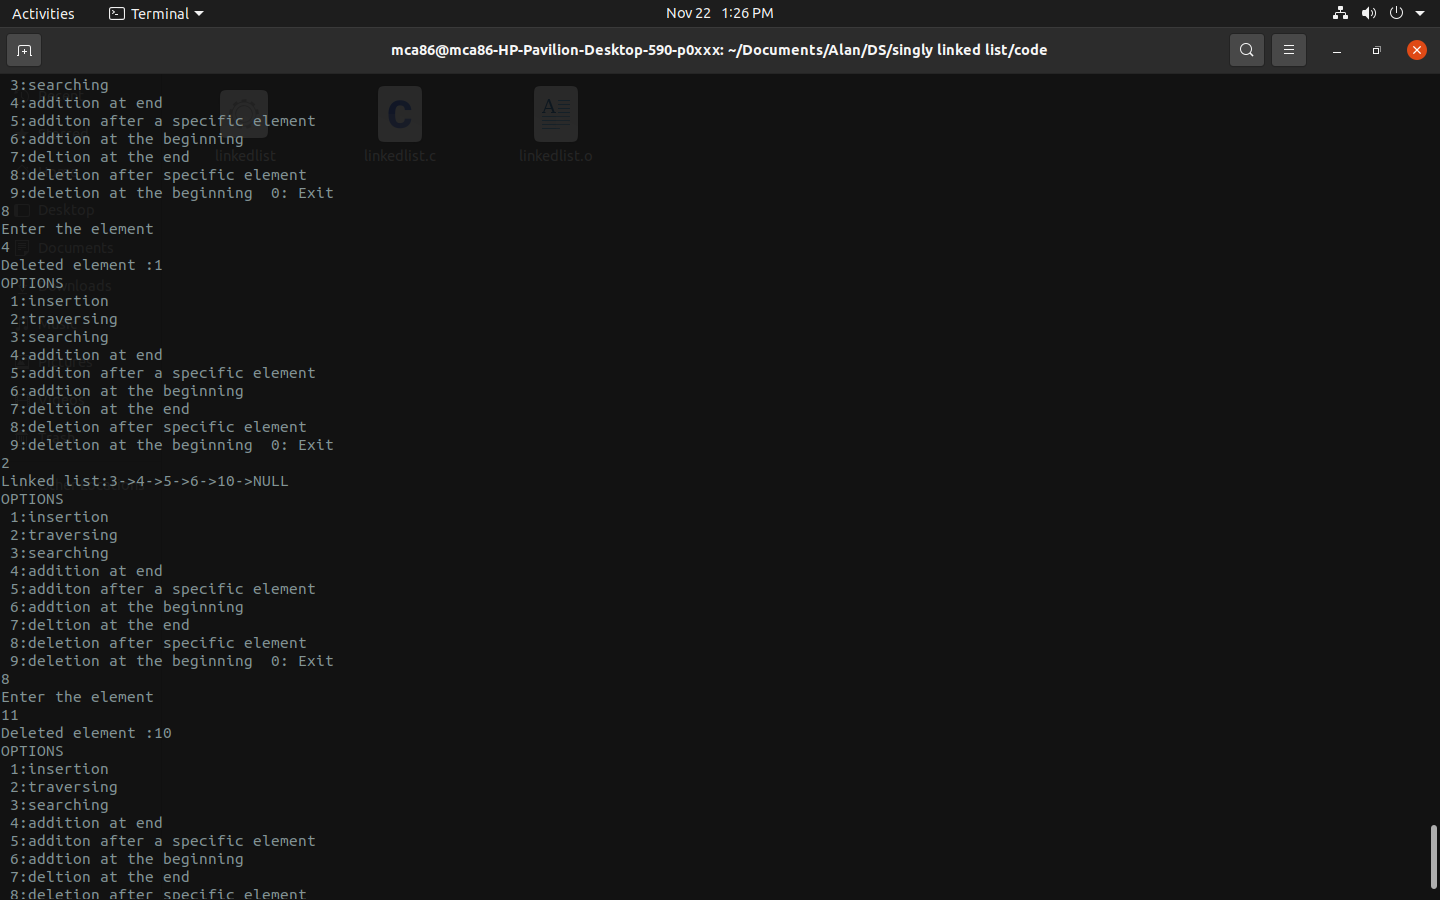 Activities Terminal Nov 22 1:26 PM
mca86@mca86-HP-Pavilion-Desktop-590-p0xxx: ~/Documents/Alan/DS/singly linked list/code
3:searching
4:addition at end
5:additon after a specific element
6:addtion at the beginning
7:deltion at the end
linkedlist linkedlist.c linkedlist.o
8:deletion after specific element
9:deletion at the beginning  0: Exit
8
Desktop
Enter the element
4
Documents
Deleted element :1
OPTIONS
1:insertion
2:traversing
3:searching
4:addition at end
5:additon after a specific element
6:addtion at the beginning
7:deltion at the end
8:deletion after specific element
9:deletion at the beginning  0: Exit
2
Linked list:3->4->5->6->10->NULL
OPTIONS
1:insertion
2:traversing
3:searching
4:addition at end
5:additon after a specific element
6:addtion at the beginning
7:deltion at the end
8:deletion after specific element
9:deletion at the beginning  0: Exit
8
Enter the element
11
Deleted element :10
OPTIONS
1:insertion
2:traversing
3:searching
4:addition at end
5:additon after a specific element
6:addtion at the beginning
7:deltion at the end
8:deletion after specific element